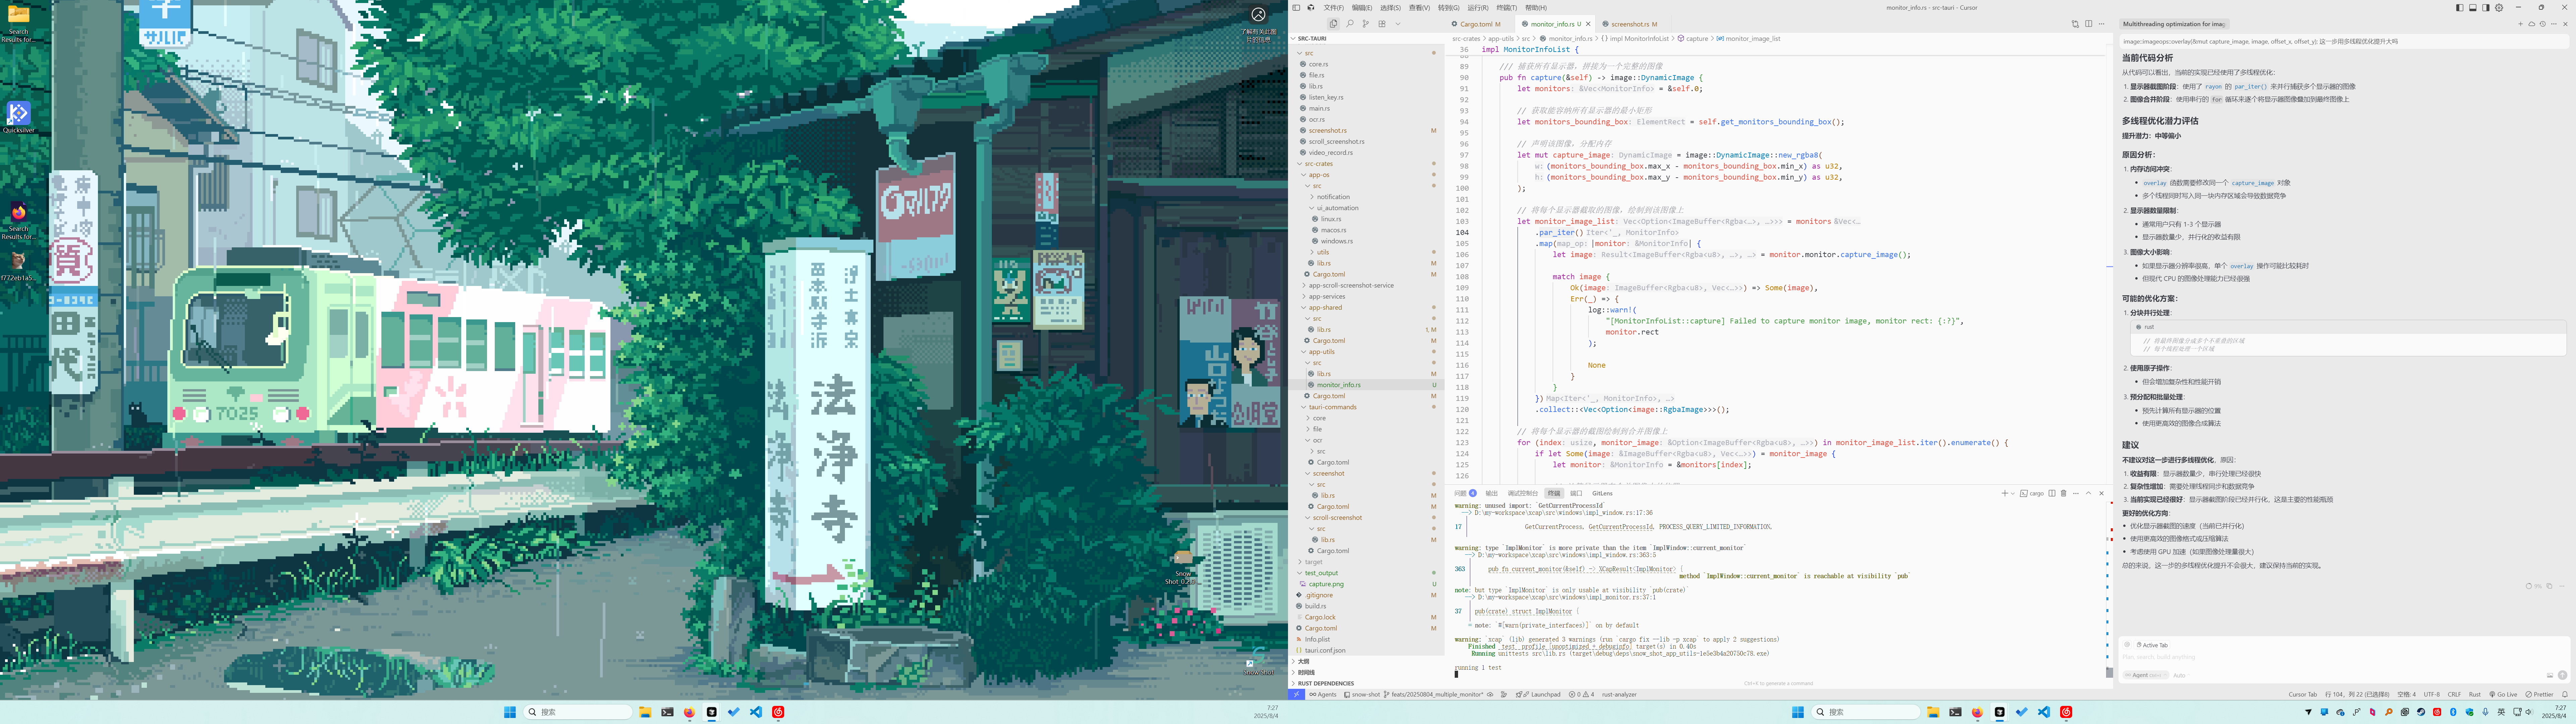 Search
Results for...
Quicksilver
Search
Results for...
f772eb1a5...
了解有关此图
片的信息
7025
法
净
寺
Snow
Snow Shot
搜索
7:27
2025/8/4
文件(F) 编辑(E) 选择(S) 查看(V) 转到(G) 运行(R) 终端(T) 帮助(H)
monitor_info.rs - src-tauri - Cursor
SRC-TAURI
src
core.rs
file.rs
lib.rs
listen_key.rs
main.rs
ocr.rs
screenshot.rs M
scroll_screenshot.rs
video_record.rs
src-crates
app-os
src
notification
ui_automation
linux.rs
macos.rs
windows.rs
utils
lib.rs M
Cargo.toml M
app-scroll-screenshot-service
app-services
app-shared
src
lib.rs 1, M
Cargo.toml M
app-utils
src
lib.rs M
monitor_info.rs U
Cargo.toml M
tauri-commands
core
file
ocr
src
Cargo.toml
screenshot
src
lib.rs M
Cargo.toml M
scroll-screenshot
src
lib.rs M
Cargo.toml
target
test_output
capture.png U
.gitignore M
build.rs
Cargo.lock M
Cargo.toml M
Info.plist
tauri.conf.json
大纲
时间线
RUST DEPENDENCIES
Cargo.toml M monitor_info.rs U screenshot.rs M
src-crates > app-utils > src > monitor_info.rs > {} impl MonitorInfoList > capture > monitor_image_list
36 impl MonitorInfoList {
89 /// 捕获所有显示器，拼接为一个完整的图像
90 pub fn capture(&self) -> image::DynamicImage {
91 let monitors: &Vec<MonitorInfo> = &self.0;
92
93 // 获取能容纳所有显示器的最小矩形
94 let monitors_bounding_box: ElementRect = self.get_monitors_bounding_box();
95
96 // 声明该图像，分配内存
97 let mut capture_image: DynamicImage = image::DynamicImage::new_rgba8(
98 w: (monitors_bounding_box.max_x - monitors_bounding_box.min_x) as u32,
99 h: (monitors_bounding_box.max_y - monitors_bounding_box.min_y) as u32,
100 );
101
102 // 将每个显示器截取的图像，绘制到该图像上
103 let monitor_image_list: Vec<Option<ImageBuffer<Rgba<…>, …>>> = monitors &Vec<…
104 .par_iter() Iter<'_, MonitorInfo>
105 .map(map_op: |monitor: &MonitorInfo| {
106 let image: Result<ImageBuffer<Rgba<u8>, …>, …> = monitor.monitor.capture_image();
107
108 match image {
109 Ok(image: ImageBuffer<Rgba<u8>, Vec<…>>) => Some(image),
110 Err(_) => {
111 log::warn!(
112 "[MonitorInfoList::capture] Failed to capture monitor image, monitor rect: {:?}",
113 monitor.rect
114 );
115
116 None
117 }
118 }
119 }) Map<Iter<'_, MonitorInfo>, …>
120 .collect::<Vec<Option<image::RgbaImage>>>();
121
122 // 将每个显示器的截图绘制到合并图像上
123 for (index: usize, monitor_image: &Option<ImageBuffer<Rgba<u8>, …>>) in monitor_image_list.iter().enumerate() {
124 if let Some(monitor_image: &ImageBuffer<Rgba<u8>, Vec<…>>) = monitor_image {
125 let monitor: &MonitorInfo = &monitors[index];
126
问题 4 输出 调试控制台 终端 端口 GitLens
cargo
warning: unused import: `GetCurrentProcessId`
--> D:\my-workspace\xcap\src\windows\impl_window.rs:17:36
17 | GetCurrentProcess, GetCurrentProcessId, PROCESS_QUERY_LIMITED_INFORMATION,
warning: type `ImplMonitor` is more private than the item `ImplWindow::current_monitor`
--> D:\my-workspace\xcap\src\windows\impl_window.rs:363:5
363 | pub fn current_monitor(&self) -> XCapResult<ImplMonitor> {
method `ImplWindow::current_monitor` is reachable at visibility `pub`
note: but type `ImplMonitor` is only usable at visibility `pub(crate)`
--> D:\my-workspace\xcap\src\windows\impl_monitor.rs:37:1
37 | pub(crate) struct ImplMonitor {
= note: `#[warn(private_interfaces)]` on by default
warning: `xcap` (lib) generated 3 warnings (run `cargo fix --lib -p xcap` to apply 2 suggestions)
Finished `test` profile [unoptimized + debuginfo] target(s) in 0.40s
Running unittests src\lib.rs (target\debug\deps\snow_shot_app_utils-1e5e3b4a20750c78.exe)
running 1 test
Ctrl+K to generate a command
Multithreading optimization for imag
image::imageops::overlay(&mut capture_image, image, offset_x, offset_y); 这一步用多线程优化提升大吗
当前代码分析
从代码可以看出，当前的实现已经使用了多线程优化：
1. 显示器截图阶段：使用了 rayon 的 par_iter() 来并行捕获多个显示器的图像
2. 图像合并阶段：使用串行的 for 循环来逐个将显示器图像叠加到最终图像上
多线程优化潜力评估
提升潜力：中等偏小
原因分析：
1. 内存访问冲突：
• overlay 函数需要修改同一个 capture_image 对象
• 多个线程同时写入同一块内存区域会导致数据竞争
2. 显示器数量限制：
• 通常用户只有 1-3 个显示器
• 显示器数量少，并行化的收益有限
3. 图像大小影响：
• 如果显示器分辨率很高，单个 overlay 操作可能比较耗时
• 但现代 CPU 的图像处理能力已经很强
可能的优化方案：
1. 分块并行处理：
rust
// 将最终图像分成多个不重叠的区域
// 每个线程处理一个区域
2. 使用原子操作：
• 但会增加复杂性和性能开销
3. 预分配和批量处理：
• 预先计算所有显示器的位置
• 使用更高效的图像合成算法
建议
不建议对这一步进行多线程优化，原因：
1. 收益有限：显示器数量少，串行处理已经很快
2. 复杂性增加：需要处理线程同步和数据竞争
3. 当前实现已经很好：显示器截图阶段已经并行化，这是主要的性能瓶颈
更好的优化方向：
• 优化显示器截图的速度（当前已并行化）
• 使用更高效的图像格式或压缩算法
• 考虑使用 GPU 加速（如果图像处理量很大）
总的来说，这一步的多线程优化提升不会很大，建议保持当前的实现。
9%
Active Tab
Plan, search, build anything
Agent Auto
Agents snow-shot feats/20250804_multiple_monitor* Launchpad 0 4 rust-analyzer
Cursor Tab 行 104，列 22 (已选择8) 空格: 4 UTF-8 CRLF Rust Go Live Prettier
搜索
英
7:27
2025/8/4